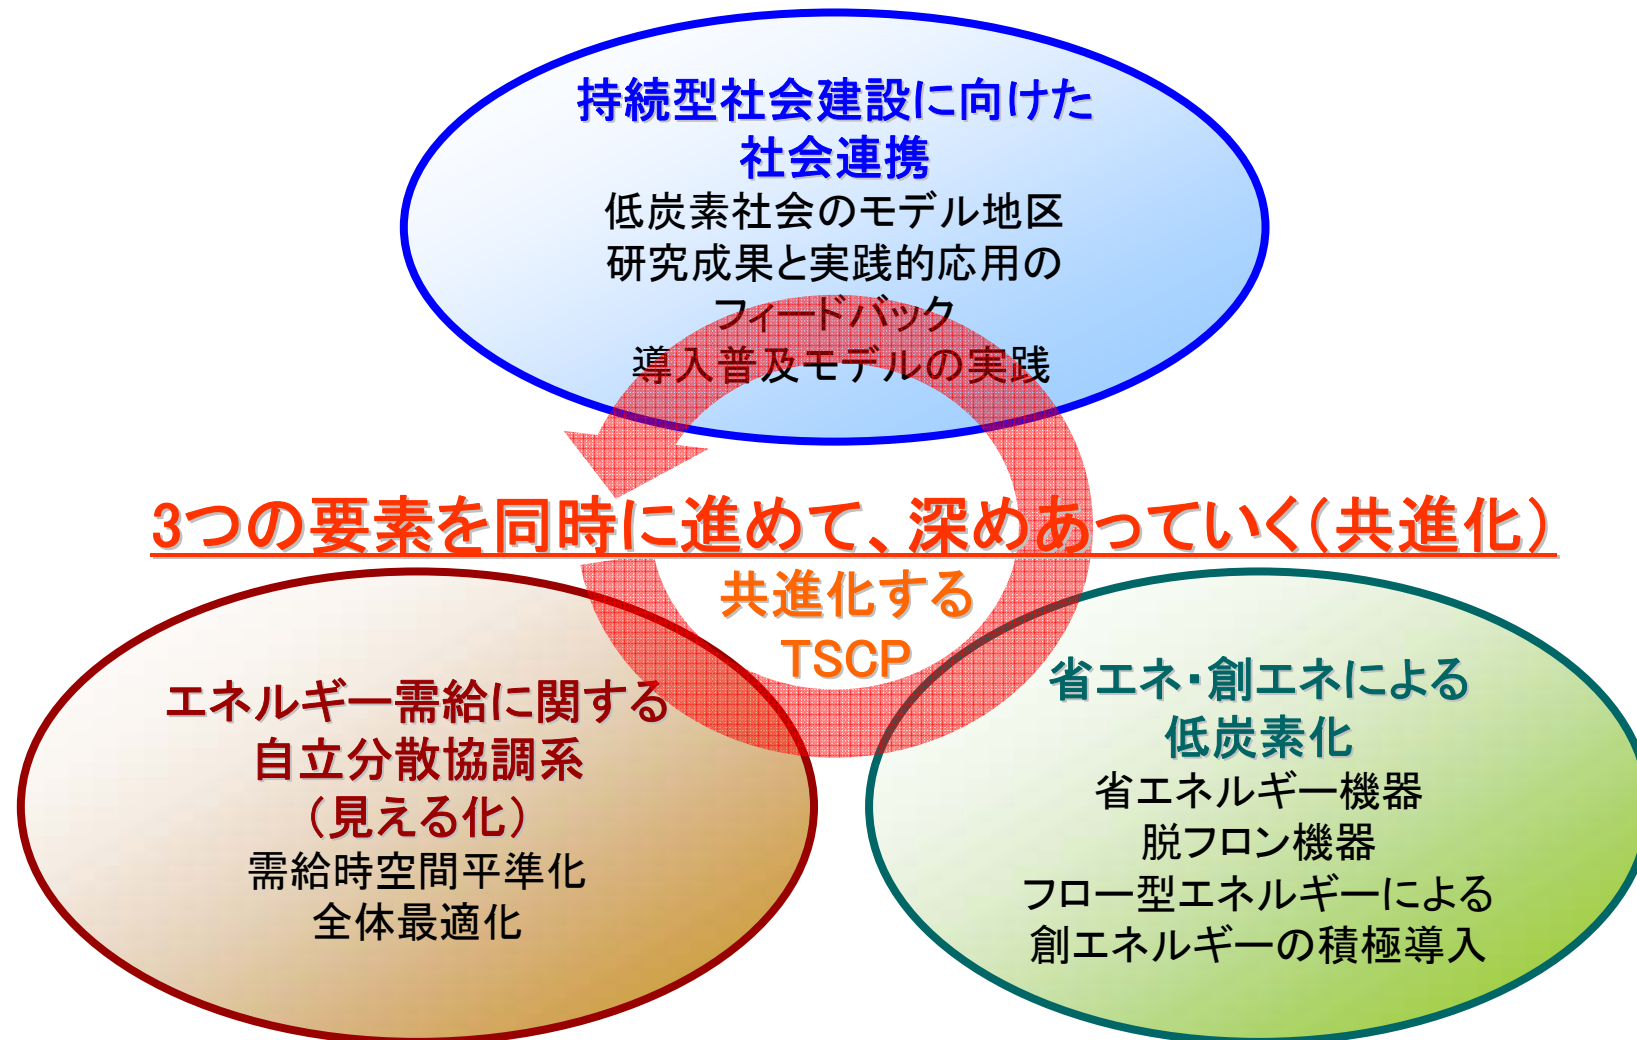 持続型社会建設に向けた
社会連携
低炭素社会のモデル地区
研究成果と実践的応用の
フィードバック
導入普及モデルの実践
3つの要素を同時に進めて、深めあっていく（共進化）
共進化する
TSCP
エネルギー需給に関する
自立分散協調系
（見える化）
需給時空間平準化
全体最適化
省エネ・創エネによる
低炭素化
省エネルギー機器
脱フロン機器
フロー型エネルギーによる
創エネルギーの積極導入